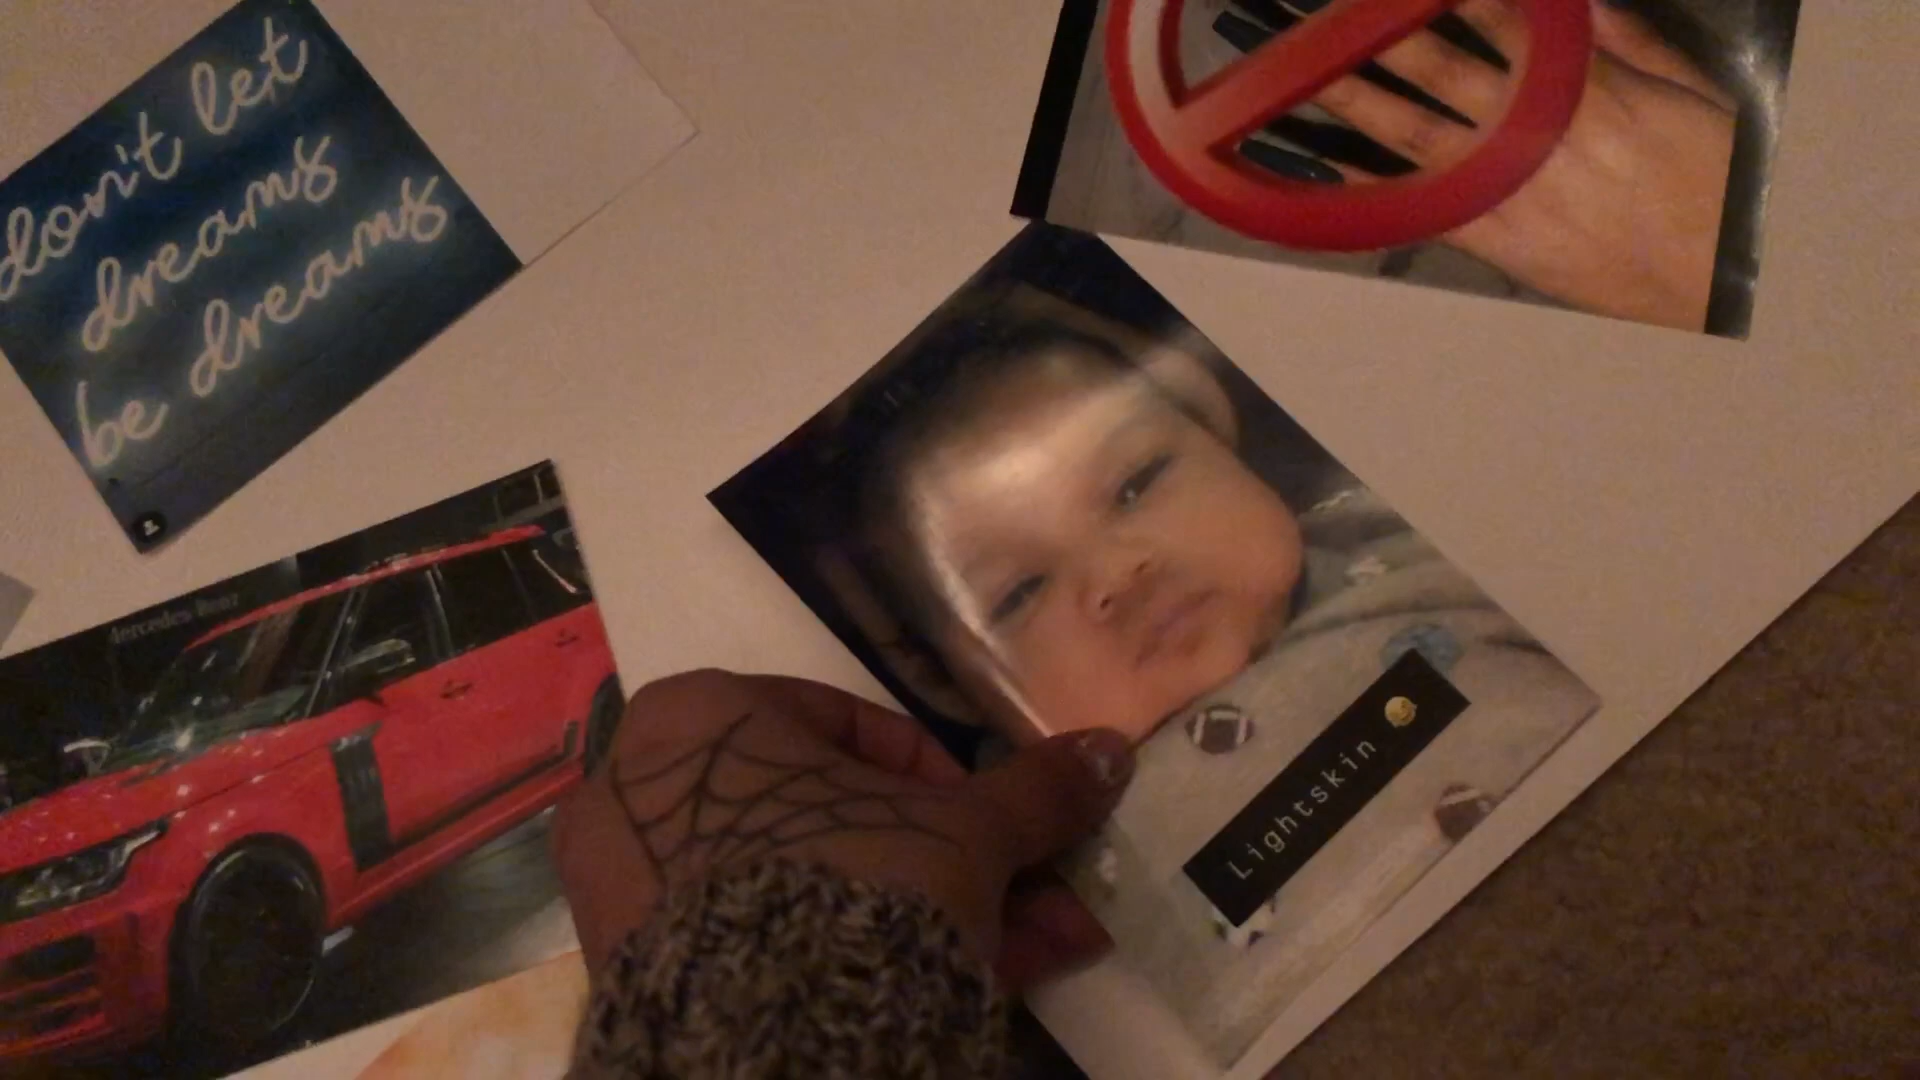 don't let
dreams
be dreams
Mercedes-Benz
Lightskin